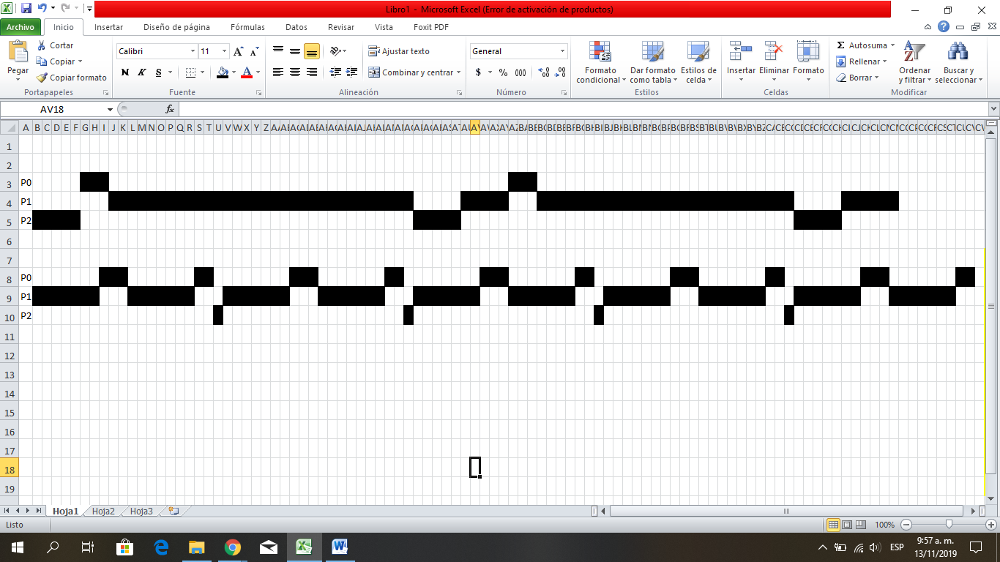 Libro1 - Microsoft Excel (Error de activación de productos)
Archivo Inicio Insertar Diseño de página Fórmulas Datos Revisar Vista Foxit PDF
Pegar
Cortar
Copiar
Copiar formato
Portapapeles
Calibri 11
N K S
Fuente
Ajustar texto
Combinar y centrar
Alineación
General
$ % 000
Número
Formato condicional
Dar formato como tabla
Estilos de celda
Estilos
Insertar Eliminar Formato
Celdas
Autosuma
Rellenar
Borrar
Ordenar y filtrar
Buscar y seleccionar
Modificar
AV18 fx
A B C D E F G H I J K L M N O P Q R S T U V W X Y Z
1
2
3 P0
4 P1
5 P2
6
7
8 P0
9 P1
10 P2
11
12
13
14
15
16
17
18
19
Hoja1 Hoja2 Hoja3
Listo 100%
ESP
9:57 a. m.
13/11/2019